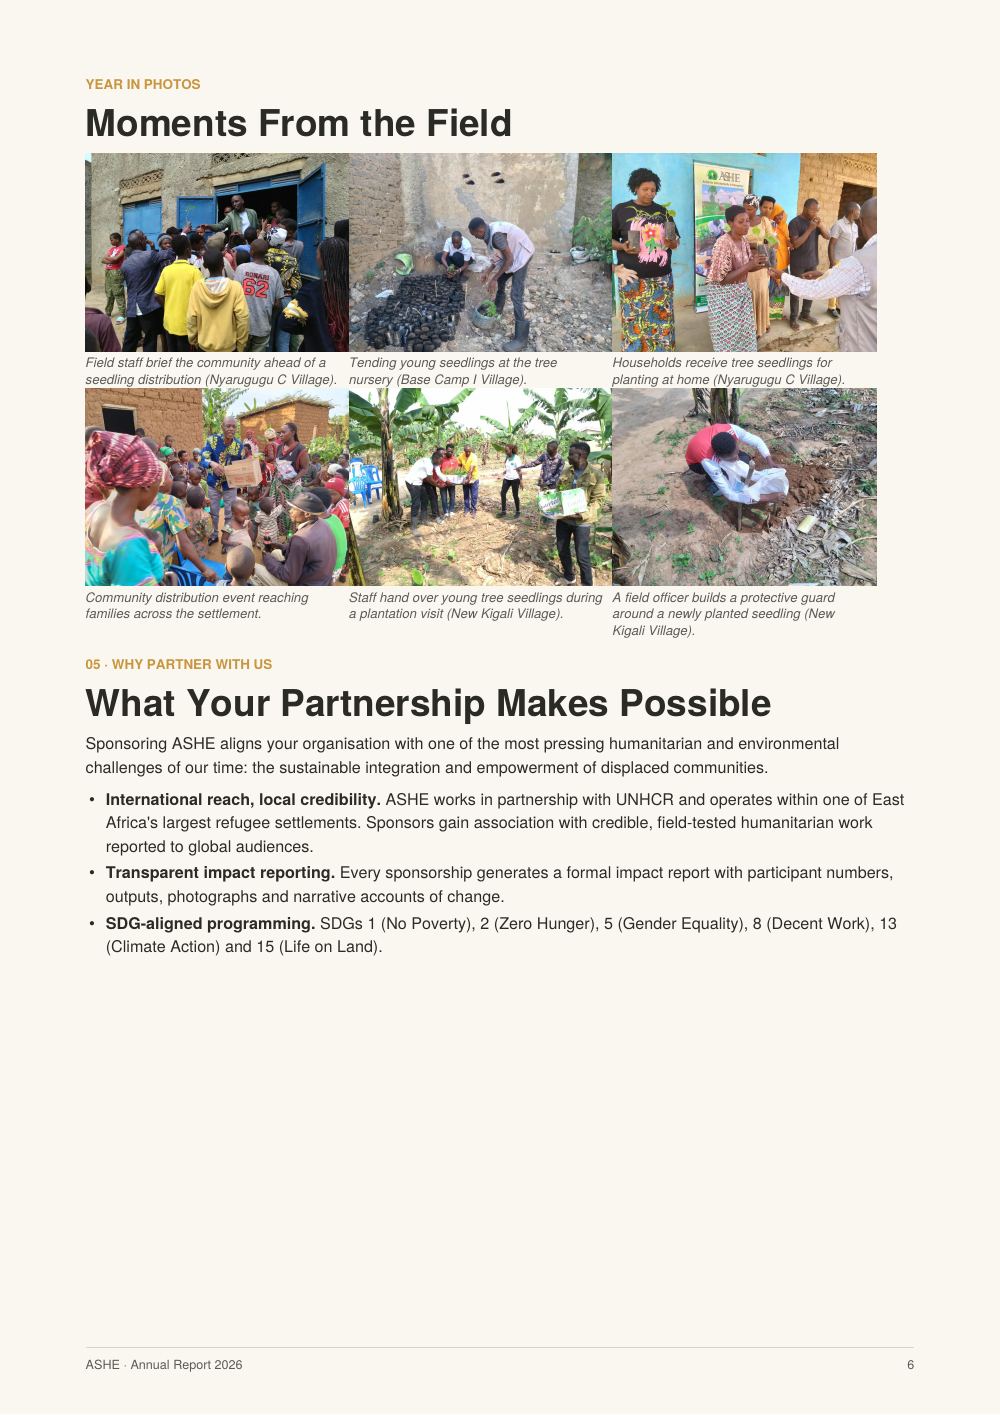 YEAR IN PHOTOS
Moments From the Field
GUNARI
62
ASHE
Field staff brief the community ahead of a
seedling distribution (Nyarugugu C Village).
Tending young seedlings at the tree
nursery (Base Camp I Village).
Households receive tree seedlings for
planting at home (Nyarugugu C Village).
Community distribution event reaching
families across the settlement.
Staff hand over young tree seedlings during
a plantation visit (New Kigali Village).
A field officer builds a protective guard
around a newly planted seedling (New
Kigali Village).
05 · WHY PARTNER WITH US
What Your Partnership Makes Possible
Sponsoring ASHE aligns your organisation with one of the most pressing humanitarian and environmental
challenges of our time: the sustainable integration and empowerment of displaced communities.
• International reach, local credibility. ASHE works in partnership with UNHCR and operates within one of East
Africa's largest refugee settlements. Sponsors gain association with credible, field-tested humanitarian work
reported to global audiences.
• Transparent impact reporting. Every sponsorship generates a formal impact report with participant numbers,
outputs, photographs and narrative accounts of change.
• SDG-aligned programming. SDGs 1 (No Poverty), 2 (Zero Hunger), 5 (Gender Equality), 8 (Decent Work), 13
(Climate Action) and 15 (Life on Land).
ASHE · Annual Report 2026
6